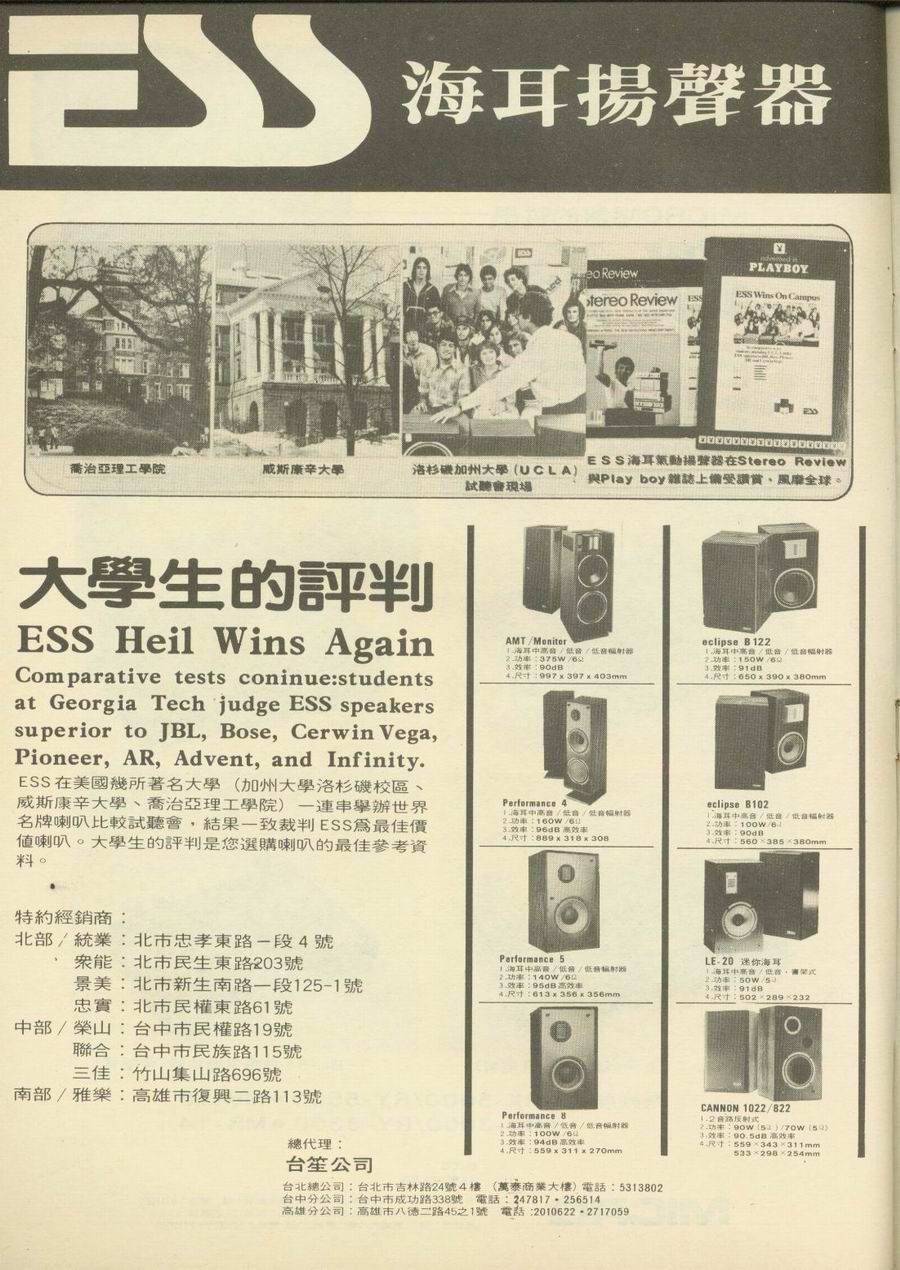 ESS 海耳揚聲器
advertised in
PLAYBOY
Stereo Review
ESS Wins On Campus
ESS
喬治亞理工學院
威斯康辛大學
洛杉磯加州大學 (UCLA)
試聽會現場
ESS海耳氣動揚聲器在Stereo Review
與Play boy雜誌上備受讚賞、風靡全球。
大學生的評判
ESS Heil Wins Again
Comparative tests coninue:students
at Georgia Tech judge ESS speakers
superior to JBL, Bose, Cerwin Vega,
Pioneer, AR, Advent, and Infinity.
ESS在美國幾所著名大學 (加州大學洛杉磯校區、
威斯康辛大學、喬治亞理工學院) 一連串舉辦世界
名牌喇叭比較試聽會，結果一致裁判ESS爲最佳價
值喇叭。大學生的評判是您選購喇叭的最佳參考資
料。
特約經銷商：
北部/統業：北市忠孝東路一段4號
衆能：北市民生東路203號
景美：北市新生南路一段125-1號
忠實：北市民權東路61號
中部/榮山：台中市民權路19號
聯合：台中市民族路115號
三佳：竹山集山路696號
南部/雅樂：高雄市復興二路113號
總代理：
台笙公司
台北總公司：台北市吉林路24號4樓 (萬泰商業大樓) 電話：5313802
台中分公司：台中市成功路338號 電話：247817・256514
高雄分公司：高雄市八德二路45之1號 電話：2010622・2717059
AMT/Monitor
1.海耳中高音/低音/低音輻射器
2.功率：375W/6Ω
3.效率：90dB
4.尺寸：997 x 397 x 403mm
Performance 4
1.海耳中高音/低音/低音輻射器
2.功率：160W/6Ω
3.效率：96dB 高效率
4.尺寸：889 x 318 x 308
Performance 5
1.海耳中高音/低音/低音輻射器
2.功率：140W/6Ω
3.效率：95dB 高效率
4.尺寸：613 x 356 x 356mm
Performance 8
1.海耳中高音/低音/低音輻射器
2.功率：100W/6Ω
3.效率：94dB 高效率
4.尺寸：559 x 311 x 270mm
eclipse B122
1.海耳中高音/低音/低音輻射器
2.功率：150W/6Ω
3.效率：91dB
4.尺寸：650 x 390 x 380mm
eclipse B102
1.海耳中高音/低音/低音輻射器
2.功率：100W/6Ω
3.效率：90dB
4.尺寸：560×385×380mm
LE-20 迷你海耳
1.海耳中高音/低音・書架式
2.功率：50W/5Ω
3.效率：91dB
4.尺寸：502×289×232
CANNON 1022/822
1.2音路反射式
2.功率：90W (5Ω)/70W (5Ω)
3.效率：90.5dB 高效率
4.尺寸：559×343×311mm
533×298×254mm